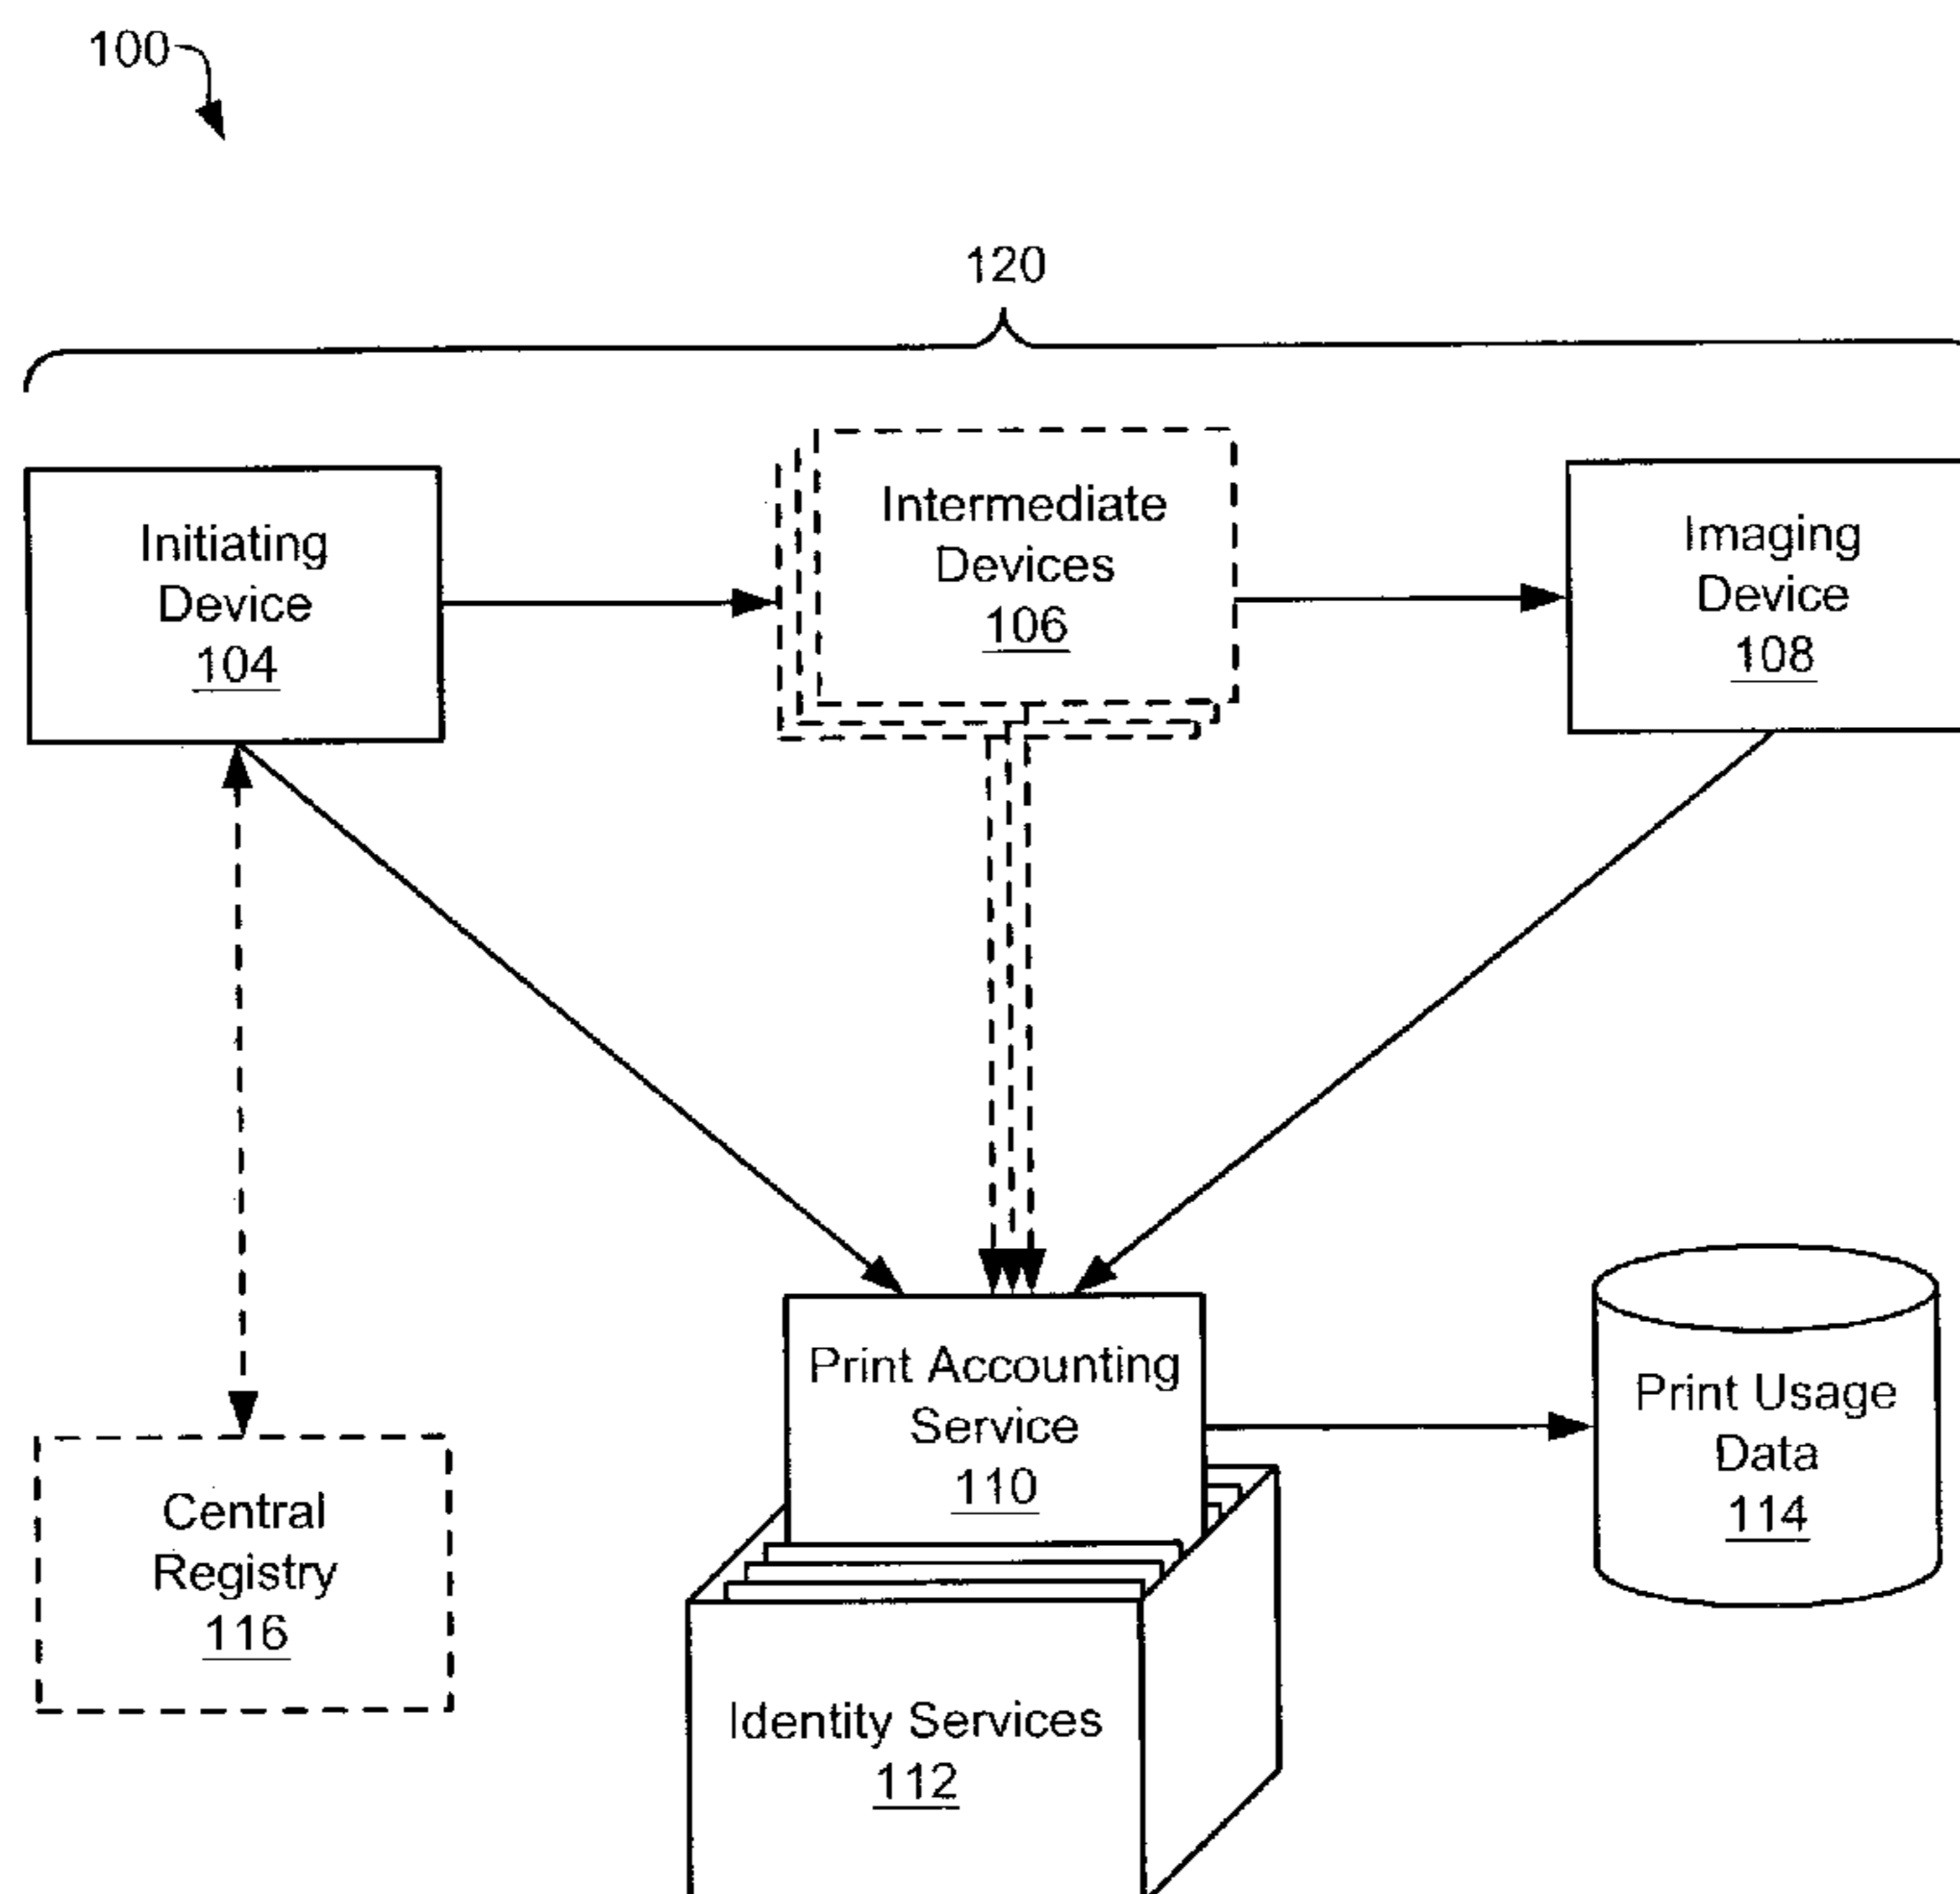 100
120
Initiating
Device
104
Intermediate
Devices
106
Imaging
Device
108
Print Accounting
Service
110
Print Usage
Data
114
Central
Registry
116
Identity Services
112